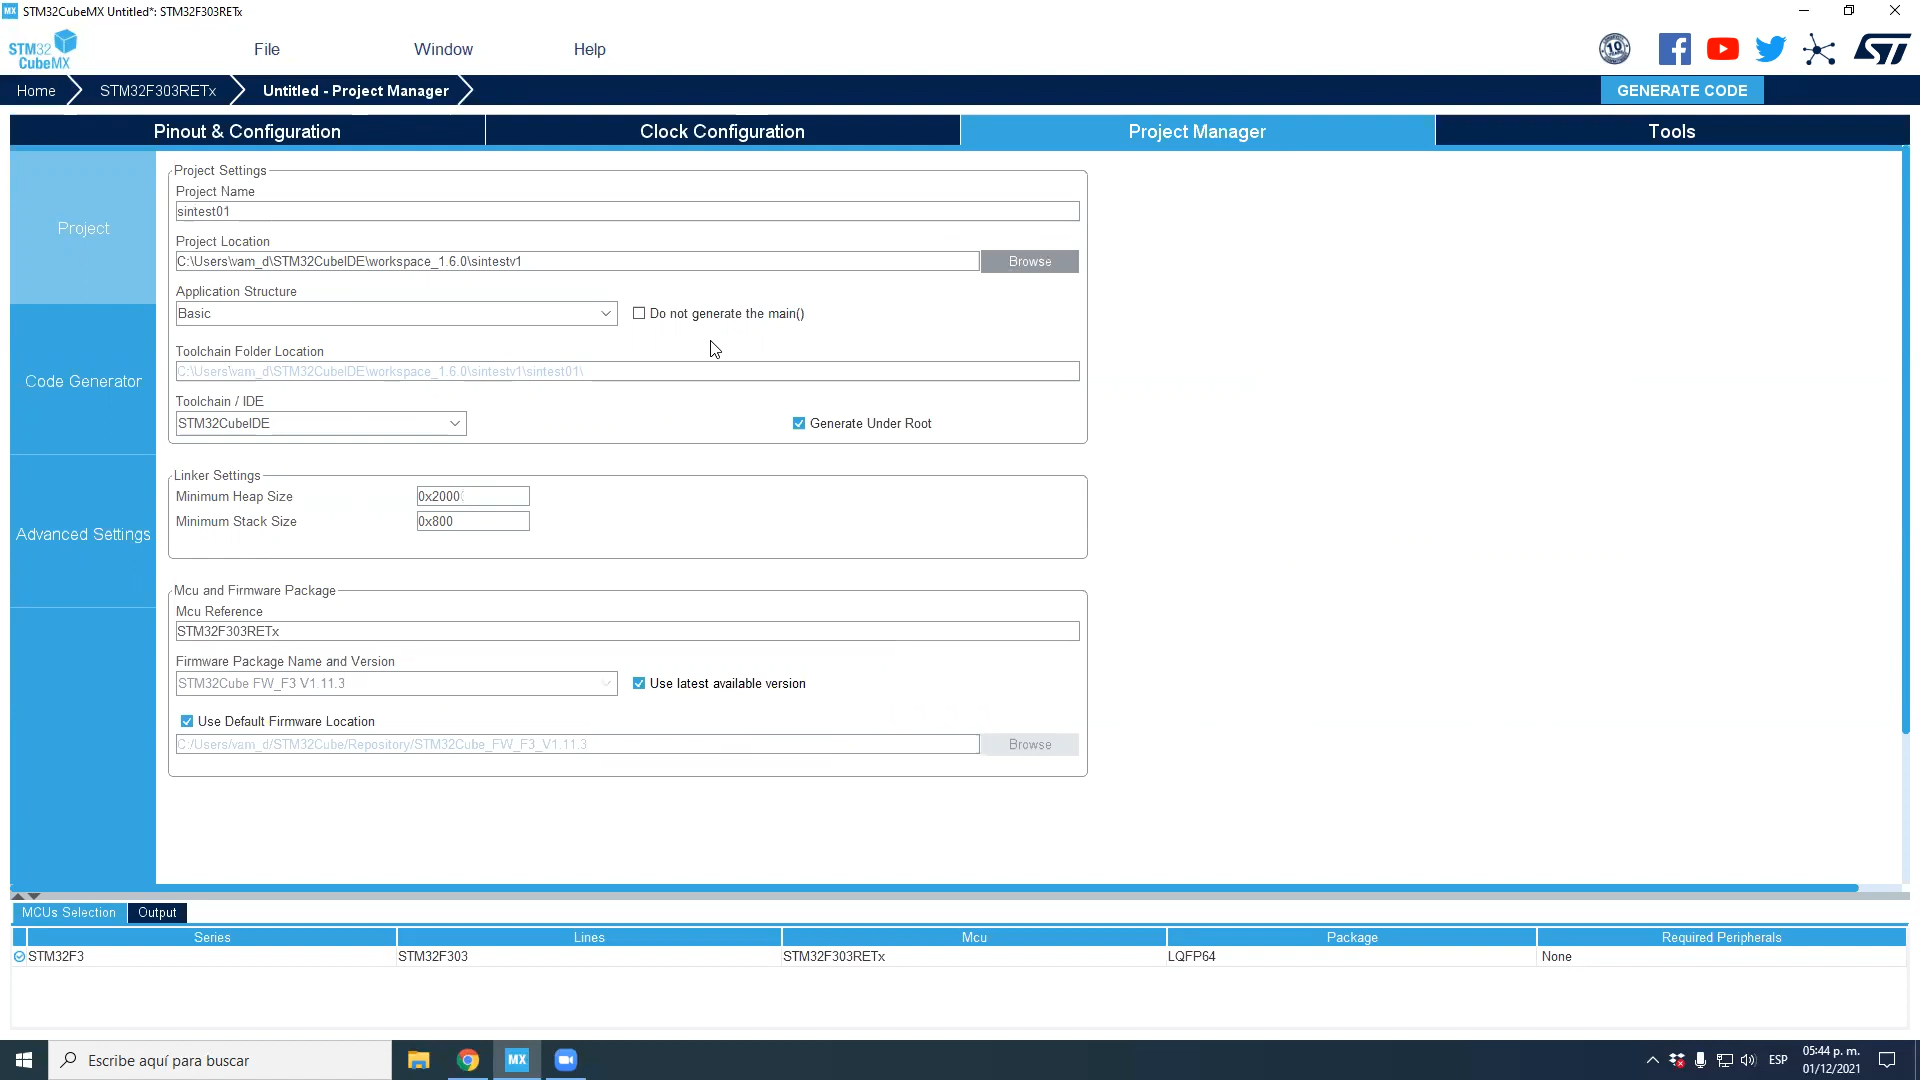 MX STM32CubeMX Untitled*: STM32F303RETx
STM32 CubeMX
File Window Help
10
ST
Home STM32F303RETx Untitled - Project Manager GENERATE CODE
Pinout & Configuration Clock Configuration Project Manager Tools
Project
Code Generator
Advanced Settings
Project Settings
Project Name
sintest01
Project Location
C:\Users\vam_d\STM32CubeIDE\workspace_1.6.0\sintestv1 Browse
Application Structure
Basic Do not generate the main()
Toolchain Folder Location
C:\Users\vam_d\STM32CubeIDE\workspace_1.6.0\sintestv1\sintest01\
Toolchain / IDE
STM32CubeIDE Generate Under Root
Linker Settings
Minimum Heap Size 0x2000
Minimum Stack Size 0x800
Mcu and Firmware Package
Mcu Reference
STM32F303RETx
Firmware Package Name and Version
STM32Cube FW_F3 V1.11.3 Use latest available version
Use Default Firmware Location
C:/Users/vam_d/STM32Cube/Repository/STM32Cube_FW_F3_V1.11.3 Browse
MCUs Selection Output
Series Lines Mcu Package Required Peripherals
STM32F3 STM32F303 STM32F303RETx LQFP64 None
Escribe aquí para buscar MX ESP 05:44 p. m.
01/12/2021